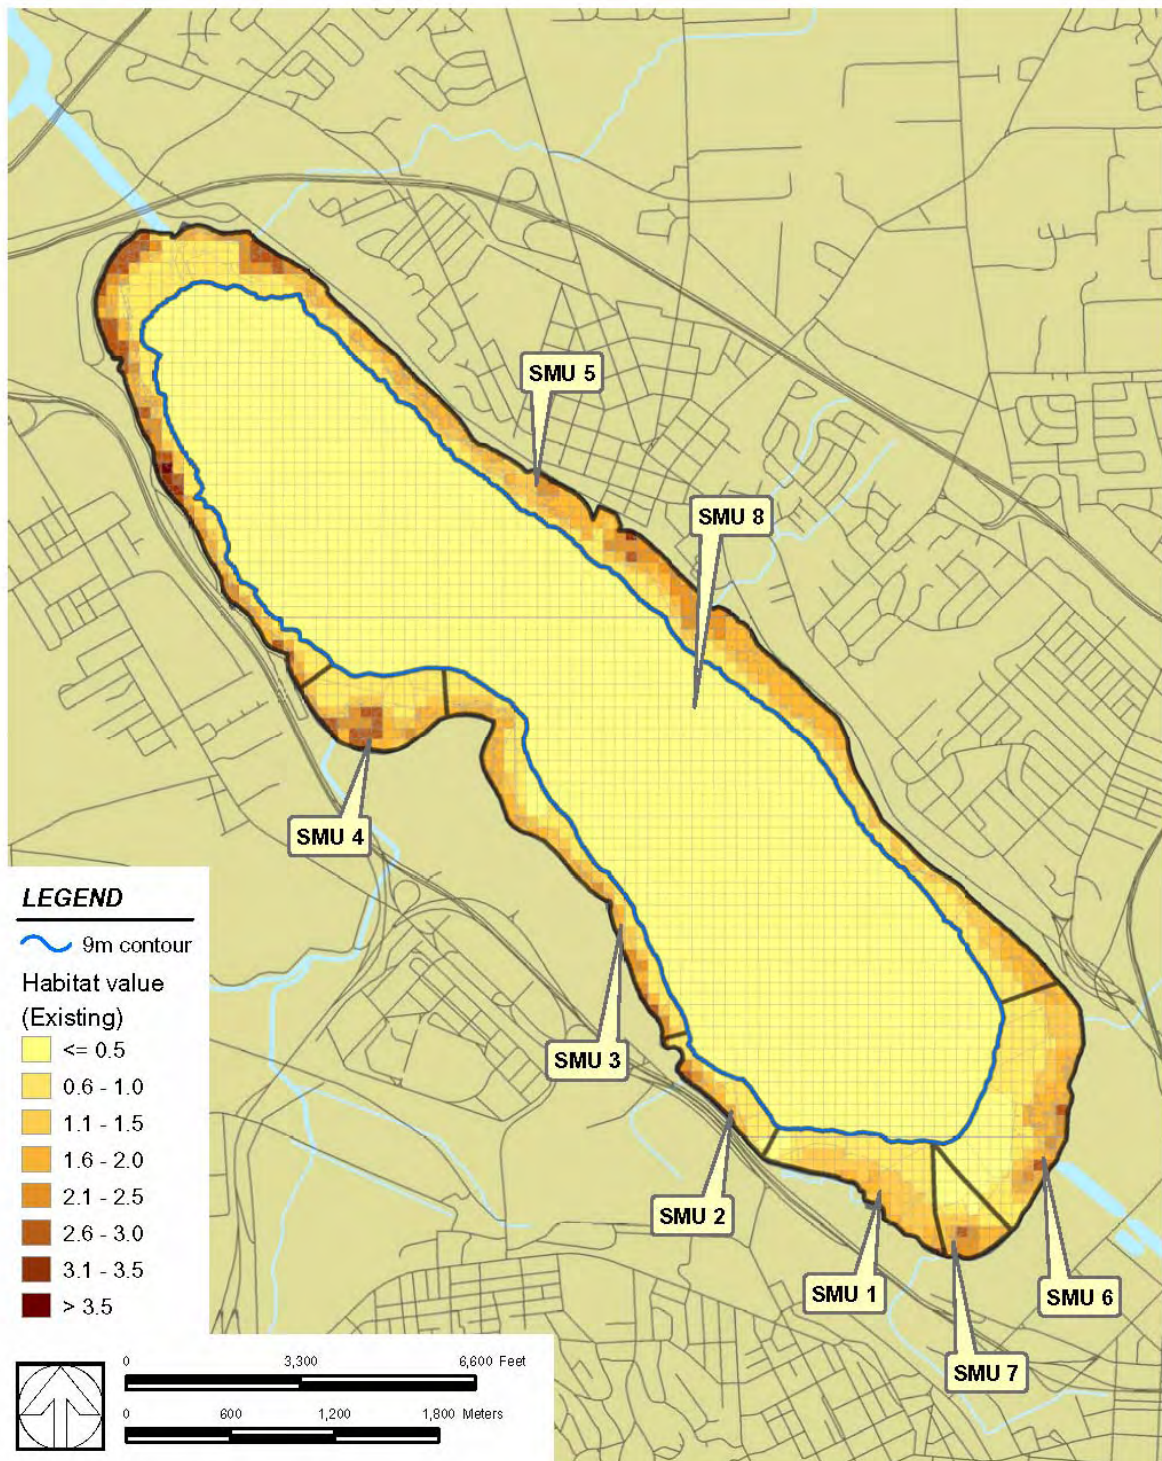 SMU 5
SMU 8
SMU 4
SMU 3
SMU 2
SMU 1
SMU 6
SMU 7
LEGEND
9m contour
Habitat value
(Existing)
<= 0.5
0.6 - 1.0
1.1 - 1.5
1.6 - 2.0
2.1 - 2.5
2.6 - 3.0
3.1 - 3.5
> 3.5
0 3,300 6,600 Feet
0 600 1,200 1,800 Meters